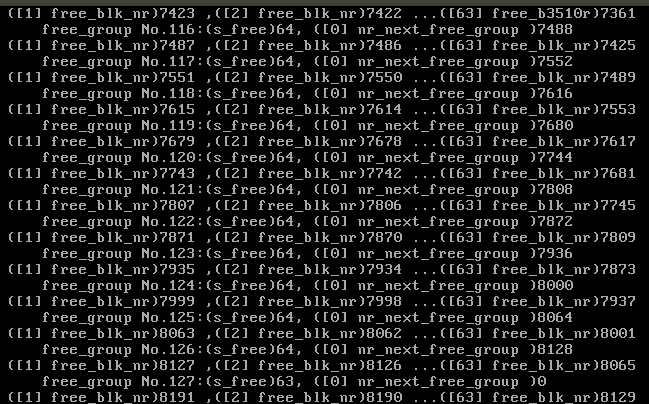 ([1] free_blk_nr)7423 ,([2] free_blk_nr)7422 ...([63] free_b3510r)7361
free_group No.116:(s_free)64, ([0] nr_next_free_group )7488
([1] free_blk_nr)7487 ,([2] free_blk_nr)7486 ...([63] free_blk_nr)7425
free_group No.117:(s_free)64, ([0] nr_next_free_group )7552
([1] free_blk_nr)7551 ,([2] free_blk_nr)7550 ...([63] free_blk_nr)7489
free_group No.118:(s_free)64, ([0] nr_next_free_group )7616
([1] free_blk_nr)7615 ,([2] free_blk_nr)7614 ...([63] free_blk_nr)7553
free_group No.119:(s_free)64, ([0] nr_next_free_group )7680
([1] free_blk_nr)7679 ,([2] free_blk_nr)7678 ...([63] free_blk_nr)7617
free_group No.120:(s_free)64, ([0] nr_next_free_group )7744
([1] free_blk_nr)7743 ,([2] free_blk_nr)7742 ...([63] free_blk_nr)7681
free_group No.121:(s_free)64, ([0] nr_next_free_group )7808
([1] free_blk_nr)7807 ,([2] free_blk_nr)7806 ...([63] free_blk_nr)7745
free_group No.122:(s_free)64, ([0] nr_next_free_group )7872
([1] free_blk_nr)7871 ,([2] free_blk_nr)7870 ...([63] free_blk_nr)7809
free_group No.123:(s_free)64, ([0] nr_next_free_group )7936
([1] free_blk_nr)7935 ,([2] free_blk_nr)7934 ...([63] free_blk_nr)7873
free_group No.124:(s_free)64, ([0] nr_next_free_group )8000
([1] free_blk_nr)7999 ,([2] free_blk_nr)7998 ...([63] free_blk_nr)7937
free_group No.125:(s_free)64, ([0] nr_next_free_group )8064
([1] free_blk_nr)8063 ,([2] free_blk_nr)8062 ...([63] free_blk_nr)8001
free_group No.126:(s_free)64, ([0] nr_next_free_group )8128
([1] free_blk_nr)8127 ,([2] free_blk_nr)8126 ...([63] free_blk_nr)8065
free_group No.127:(s_free)63, ([0] nr_next_free_group )0
([1] free_blk_nr)8191 ,([2] free_blk_nr)8190 ...([63] free_blk_nr)8129